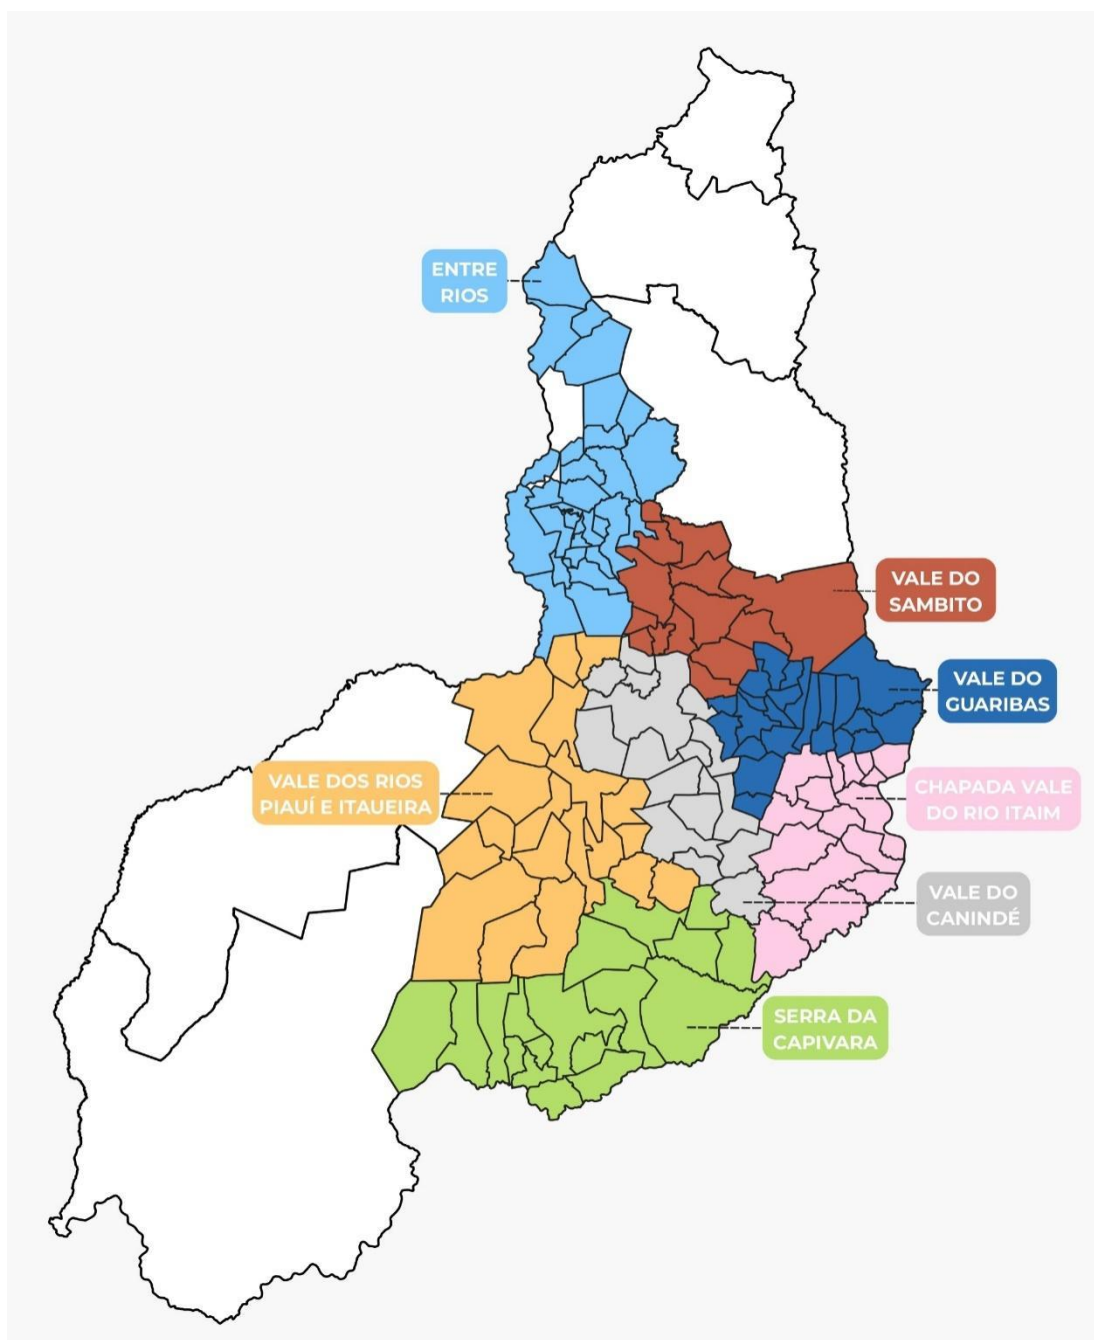 ENTRE
RIOS
VALE DO
SAMBITO
VALE DO
GUARIBAS
VALE DOS RIOS
PIAUÍ E ITAUEIRA
CHAPADA VALE
DO RIO ITAIM
VALE DO
CANINDÉ
SERRA DA
CAPIVARA